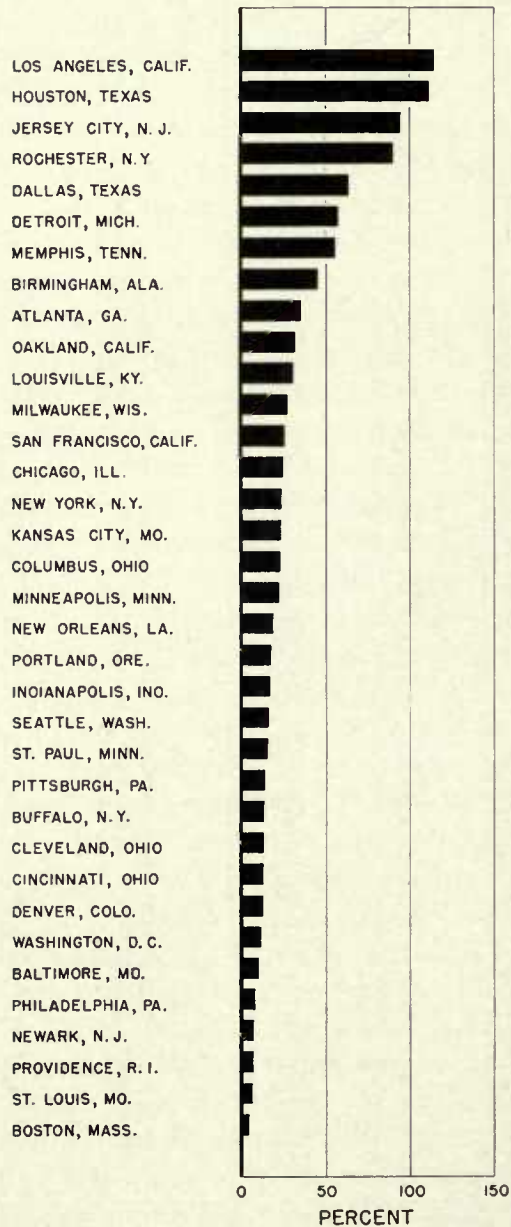 LOS ANGELES, CALIF.
HOUSTON, TEXAS
JERSEY CITY, N. J.
ROCHESTER, N.Y
DALLAS, TEXAS
DETROIT, MICH.
MEMPHIS, TENN.
BIRMINGHAM, ALA.
ATLANTA, GA.
OAKLAND, CALIF.
LOUISVILLE, KY.
MILWAUKEE, WIS.
SAN FRANCISCO, CALIF.
CHICAGO, ILL.
NEW YORK, N.Y.
KANSAS CITY, MO.
COLUMBUS, OHIO
MINNEAPOLIS, MINN.
NEW ORLEANS, LA.
PORTLAND, ORE.
INDIANAPOLIS, IND.
SEATTLE, WASH.
ST. PAUL, MINN.
PITTSBURGH, PA.
BUFFALO, N.Y.
CLEVELAND, OHIO
CINCINNATI, OHIO
DENVER, COLO.
WASHINGTON, D.C.
BALTIMORE, MD.
PHILADELPHIA, PA.
NEWARK, N.J.
PROVIDENCE, R.I.
ST. LOUIS, MO.
BOSTON, MASS.
0 50 100 150
PERCENT